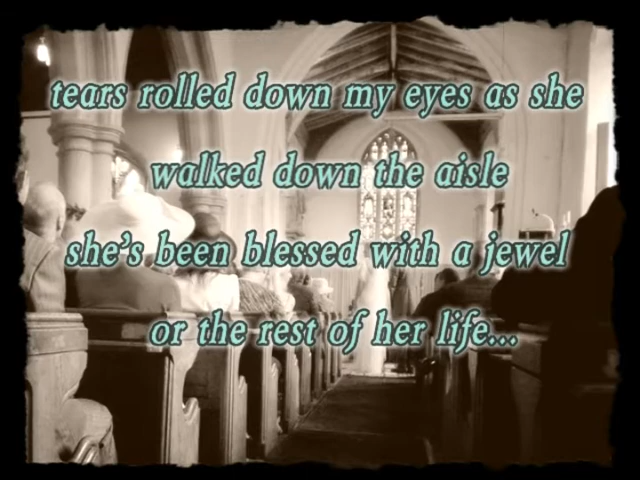 tears rolled down my eyes as she
walked down the aisle
she's been blessed with a jewel
or the rest of her life...